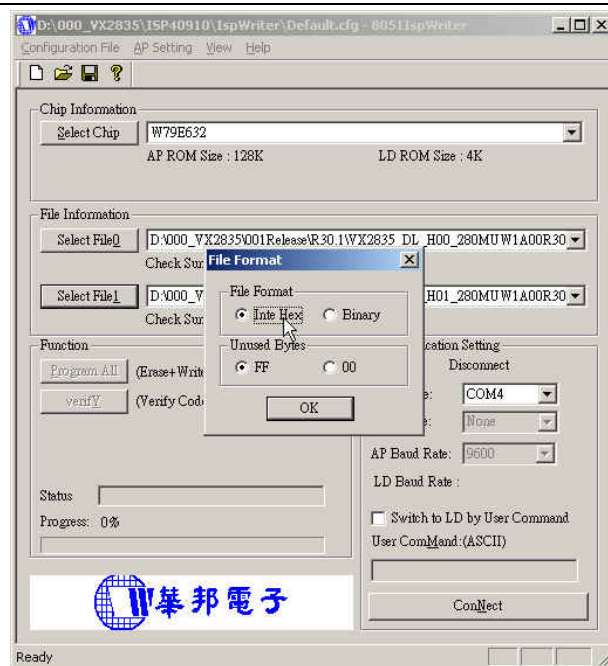 D:\000_VX2835\ISP40910\IspWriter\Default.cfg - 8051IspWriter
Configuration File AP Setting View Help
Chip Information
Select Chip W79E632
AP ROM Size : 128K LD ROM Size : 4K
File Information
Select File0 D:\000_VX2835\001Release\R30.1\VX2835_DL_H00_280MUW1A00R30
Check Sum
Select File1 D:\000_V H01_280MUW1A00R30
Check Sum
File Format
File Format
Inte Hex Binary
Unused Bytes
FF 00
OK
Function
Program All (Erase+Write
verifY (Verify Code
cation Setting
Disconnect
e: COM4
e: None
AP Baud Rate: 9600
LD Baud Rate :
Status
Progress: 0%
Switch to LD by User Command
User ComMand:(ASCII)
華邦電子
ConNect
Ready